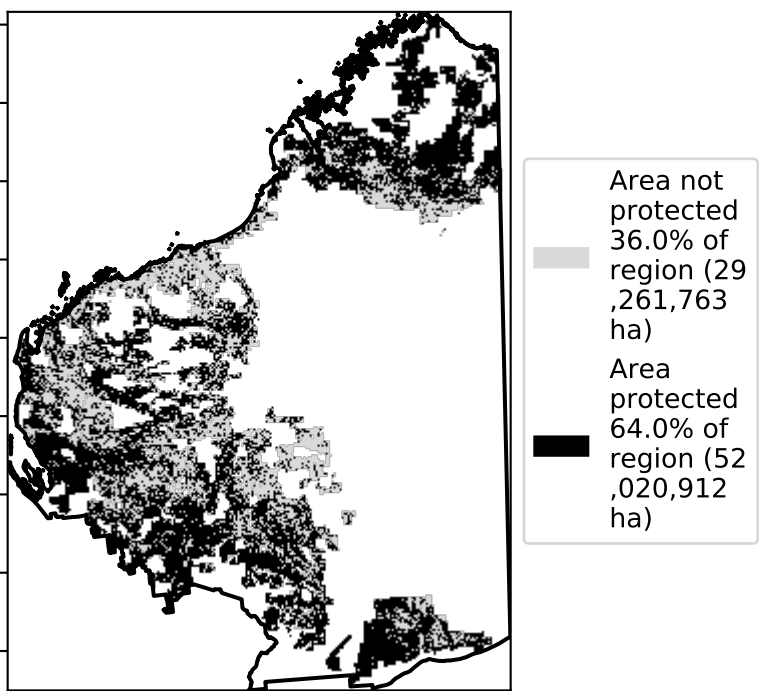 Area not
protected
36.0% of
region (29
,261,763
ha)
Area
protected
64.0% of
region (52
,020,912
ha)